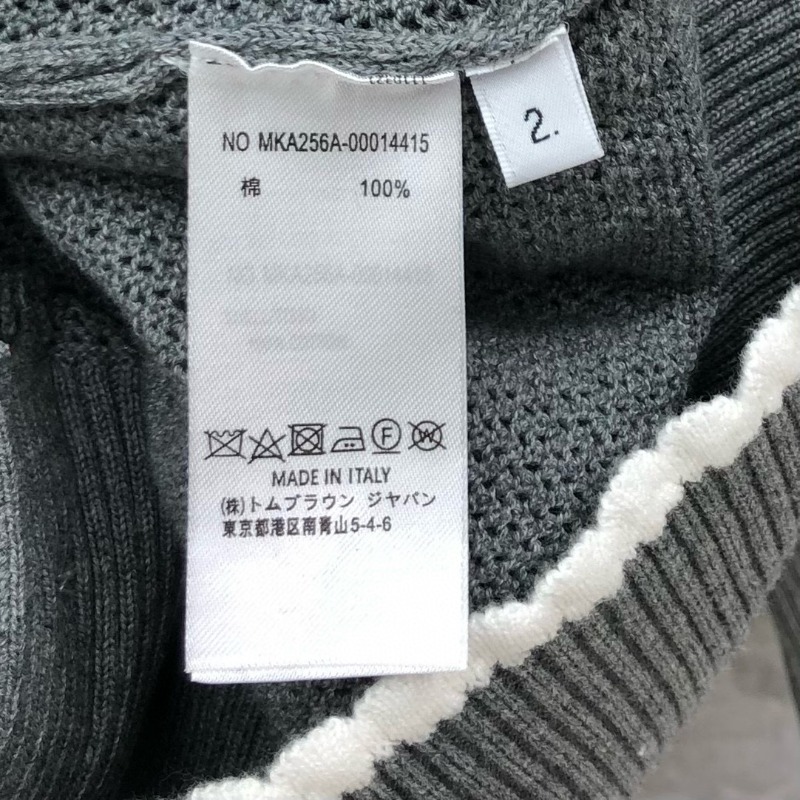 NO MKA256A-00014415
棉 100%
MADE IN ITALY
(株)トムブラウン ジャパン
東京都港区南青山5-4-6
2.